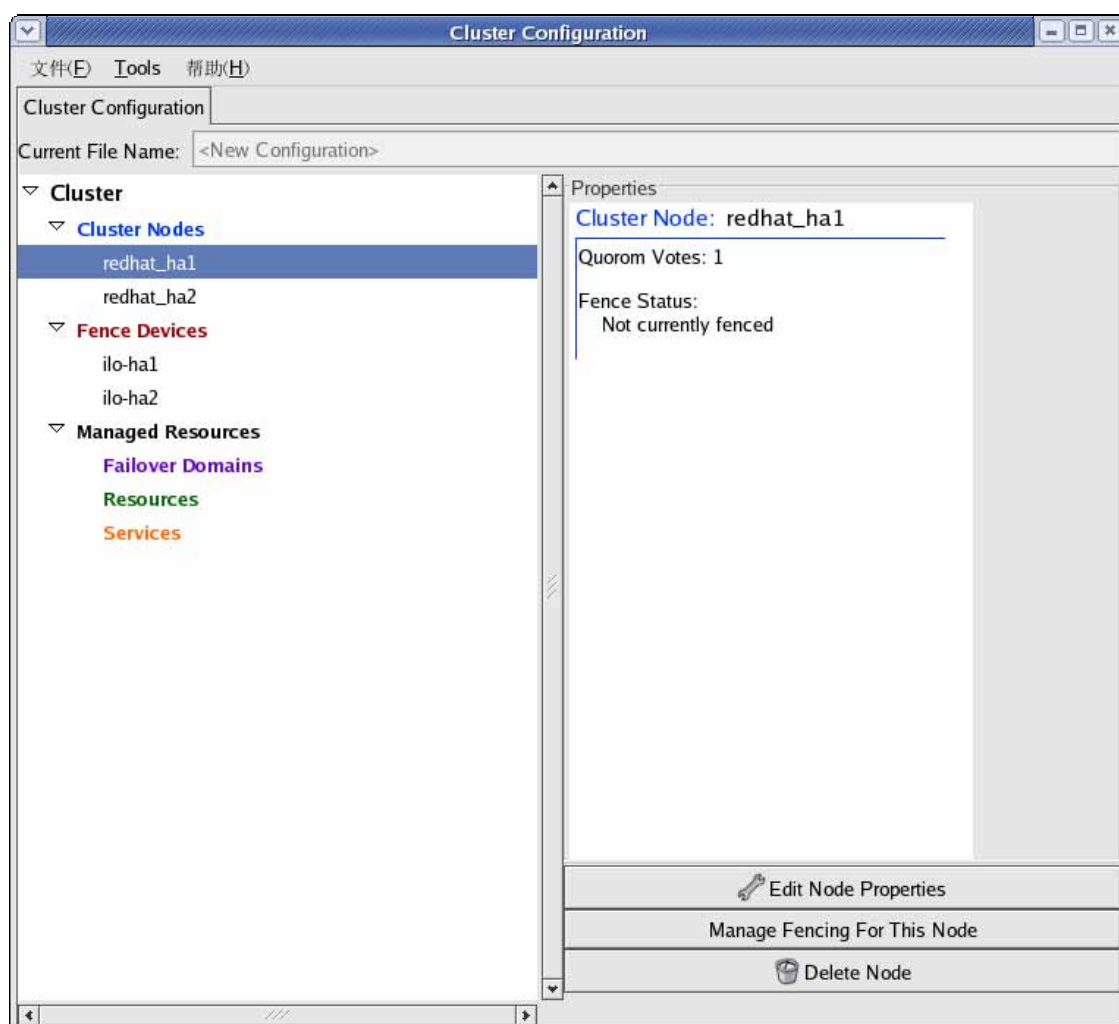 Cluster Configuration
文件(F) Tools 帮助(H)
Cluster Configuration
Current File Name: <New Configuration>
Cluster
Cluster Nodes
redhat_ha1
redhat_ha2
Fence Devices
ilo-ha1
ilo-ha2
Managed Resources
Failover Domains
Resources
Services
Properties
Cluster Node: redhat_ha1
Quorom Votes: 1
Fence Status:
Not currently fenced
Edit Node Properties
Manage Fencing For This Node
Delete Node